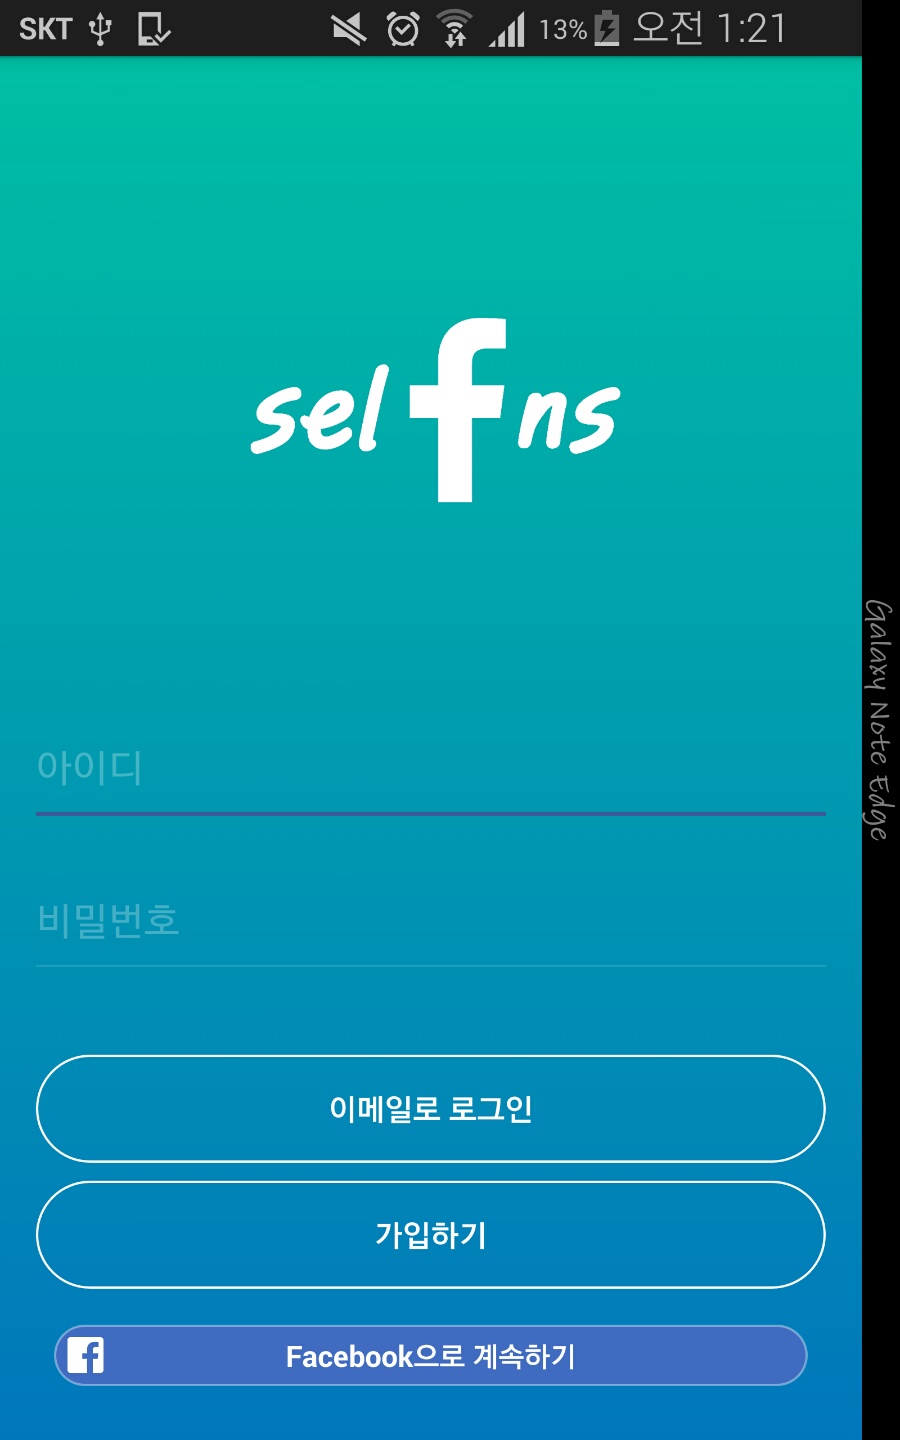 SKT 13% 오전 1:21
selfns
Galaxy Note Edge
아이디
비밀번호
이메일로 로그인
가입하기
Facebook으로 계속하기